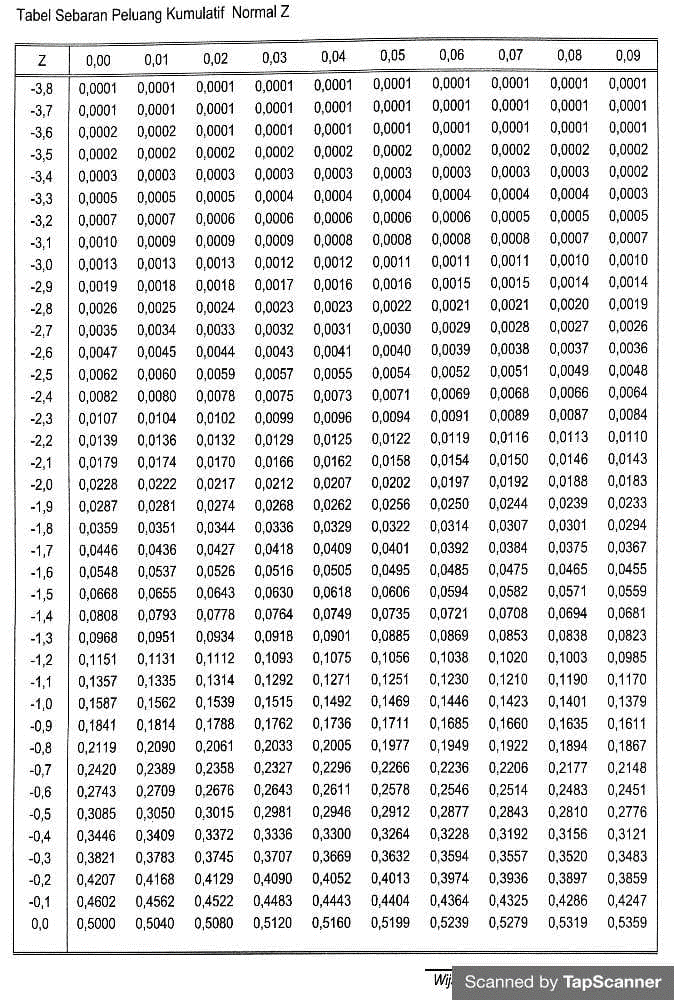 Tabel Sebaran Peluang Kumulatif Normal Z
Z 0,00 0,01 0,02 0,03 0,04 0,05 0,06 0,07 0,08 0,09
-3,8 0,0001 0,0001 0,0001 0,0001 0,0001 0,0001 0,0001 0,0001 0,0001 0,0001
-3,7 0,0001 0,0001 0,0001 0,0001 0,0001 0,0001 0,0001 0,0001 0,0001 0,0001
-3,6 0,0002 0,0002 0,0001 0,0001 0,0001 0,0001 0,0001 0,0001 0,0001 0,0001
-3,5 0,0002 0,0002 0,0002 0,0002 0,0002 0,0002 0,0002 0,0002 0,0002 0,0002
-3,4 0,0003 0,0003 0,0003 0,0003 0,0003 0,0003 0,0003 0,0003 0,0003 0,0002
-3,3 0,0005 0,0005 0,0005 0,0004 0,0004 0,0004 0,0004 0,0004 0,0004 0,0003
-3,2 0,0007 0,0007 0,0006 0,0006 0,0006 0,0006 0,0006 0,0005 0,0005 0,0005
-3,1 0,0010 0,0009 0,0009 0,0009 0,0008 0,0008 0,0008 0,0008 0,0007 0,0007
-3,0 0,0013 0,0013 0,0013 0,0012 0,0012 0,0011 0,0011 0,0011 0,0010 0,0010
-2,9 0,0019 0,0018 0,0018 0,0017 0,0016 0,0016 0,0015 0,0015 0,0014 0,0014
-2,8 0,0026 0,0025 0,0024 0,0023 0,0023 0,0022 0,0021 0,0021 0,0020 0,0019
-2,7 0,0035 0,0034 0,0033 0,0032 0,0031 0,0030 0,0029 0,0028 0,0027 0,0026
-2,6 0,0047 0,0045 0,0044 0,0043 0,0041 0,0040 0,0039 0,0038 0,0037 0,0036
-2,5 0,0062 0,0060 0,0059 0,0057 0,0055 0,0054 0,0052 0,0051 0,0049 0,0048
-2,4 0,0082 0,0080 0,0078 0,0075 0,0073 0,0071 0,0069 0,0068 0,0066 0,0064
-2,3 0,0107 0,0104 0,0102 0,0099 0,0096 0,0094 0,0091 0,0089 0,0087 0,0084
-2,2 0,0139 0,0136 0,0132 0,0129 0,0125 0,0122 0,0119 0,0116 0,0113 0,0110
-2,1 0,0179 0,0174 0,0170 0,0166 0,0162 0,0158 0,0154 0,0150 0,0146 0,0143
-2,0 0,0228 0,0222 0,0217 0,0212 0,0207 0,0202 0,0197 0,0192 0,0188 0,0183
-1,9 0,0287 0,0281 0,0274 0,0268 0,0262 0,0256 0,0250 0,0244 0,0239 0,0233
-1,8 0,0359 0,0351 0,0344 0,0336 0,0329 0,0322 0,0314 0,0307 0,0301 0,0294
-1,7 0,0446 0,0436 0,0427 0,0418 0,0409 0,0401 0,0392 0,0384 0,0375 0,0367
-1,6 0,0548 0,0537 0,0526 0,0516 0,0505 0,0495 0,0485 0,0475 0,0465 0,0455
-1,5 0,0668 0,0655 0,0643 0,0630 0,0618 0,0606 0,0594 0,0582 0,0571 0,0559
-1,4 0,0808 0,0793 0,0778 0,0764 0,0749 0,0735 0,0721 0,0708 0,0694 0,0681
-1,3 0,0968 0,0951 0,0934 0,0918 0,0901 0,0885 0,0869 0,0853 0,0838 0,0823
-1,2 0,1151 0,1131 0,1112 0,1093 0,1075 0,1056 0,1038 0,1020 0,1003 0,0985
-1,1 0,1357 0,1335 0,1314 0,1292 0,1271 0,1251 0,1230 0,1210 0,1190 0,1170
-1,0 0,1587 0,1562 0,1539 0,1515 0,1492 0,1469 0,1446 0,1423 0,1401 0,1379
-0,9 0,1841 0,1814 0,1788 0,1762 0,1736 0,1711 0,1685 0,1660 0,1635 0,1611
-0,8 0,2119 0,2090 0,2061 0,2033 0,2005 0,1977 0,1949 0,1922 0,1894 0,1867
-0,7 0,2420 0,2389 0,2358 0,2327 0,2296 0,2266 0,2236 0,2206 0,2177 0,2148
-0,6 0,2743 0,2709 0,2676 0,2643 0,2611 0,2578 0,2546 0,2514 0,2483 0,2451
-0,5 0,3085 0,3050 0,3015 0,2981 0,2946 0,2912 0,2877 0,2843 0,2810 0,2776
-0,4 0,3446 0,3409 0,3372 0,3336 0,3300 0,3264 0,3228 0,3192 0,3156 0,3121
-0,3 0,3821 0,3783 0,3745 0,3707 0,3669 0,3632 0,3594 0,3557 0,3520 0,3483
-0,2 0,4207 0,4168 0,4129 0,4090 0,4052 0,4013 0,3974 0,3936 0,3897 0,3859
-0,1 0,4602 0,4562 0,4522 0,4483 0,4443 0,4404 0,4364 0,4325 0,4286 0,4247
0,0 0,5000 0,5040 0,5080 0,5120 0,5160 0,5199 0,5239 0,5279 0,5319 0,5359
Scanned by TapScanner